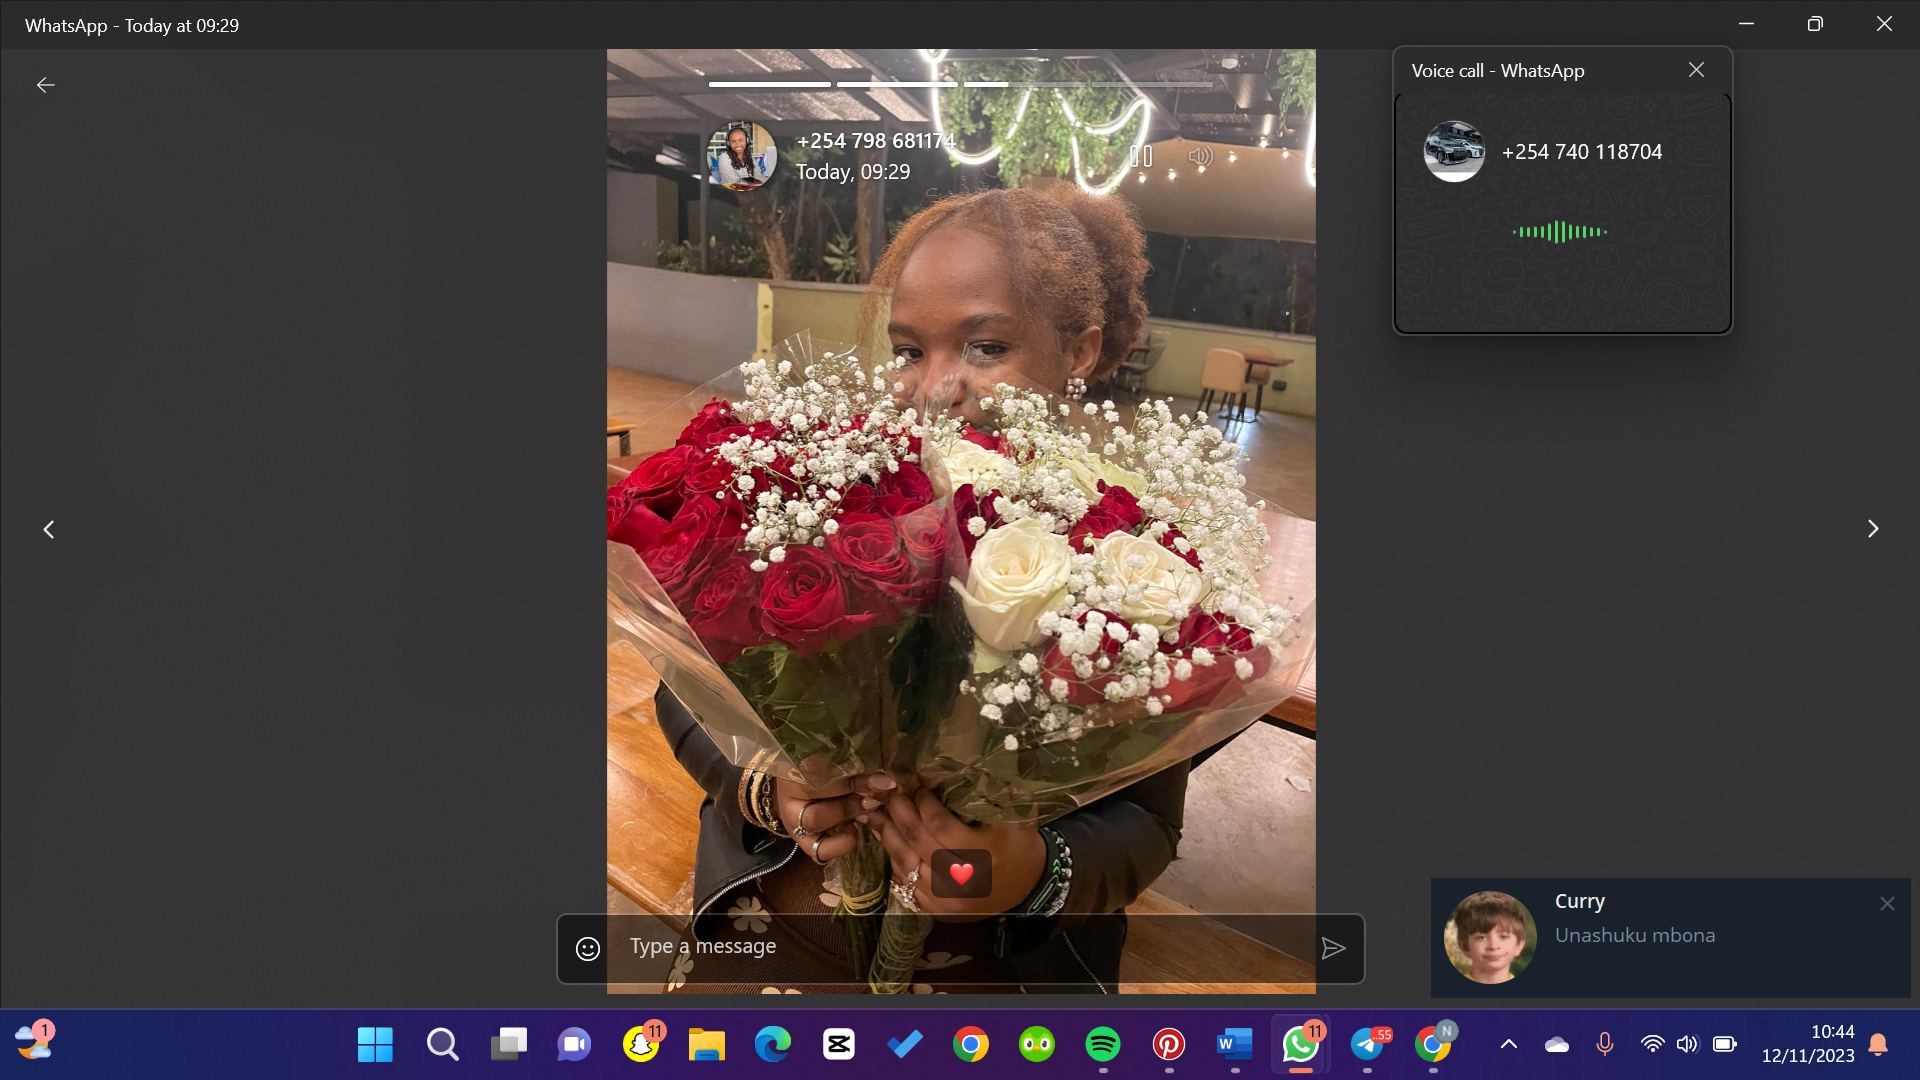 WhatsApp - Today at 09:29
Voice call - WhatsApp
+254 798 681174
Today, 09:29
+254 740 118704
Type a message
Curry
Unashuku mbona
1
11
W
11
..55
N
10:44
12/11/2023